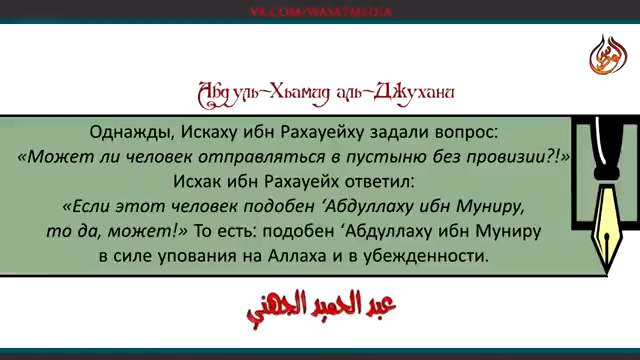 VK.COM/WASATMEDIA
Абдуль-Хьамид аль-Джухани
Однажды, Искаху ибн Рахауейху задали вопрос:
«Может ли человек отправляться в пустыню без провизии?!»
Исхак ибн Рахауейх ответил:
«Если этот человек подобен ‘Абдуллаху ибн Муниру,
то да, может!» То есть: подобен ‘Абдуллаху ибн Муниру
в силе упования на Аллаха и в убежденности.
عبد الحميد الجهني